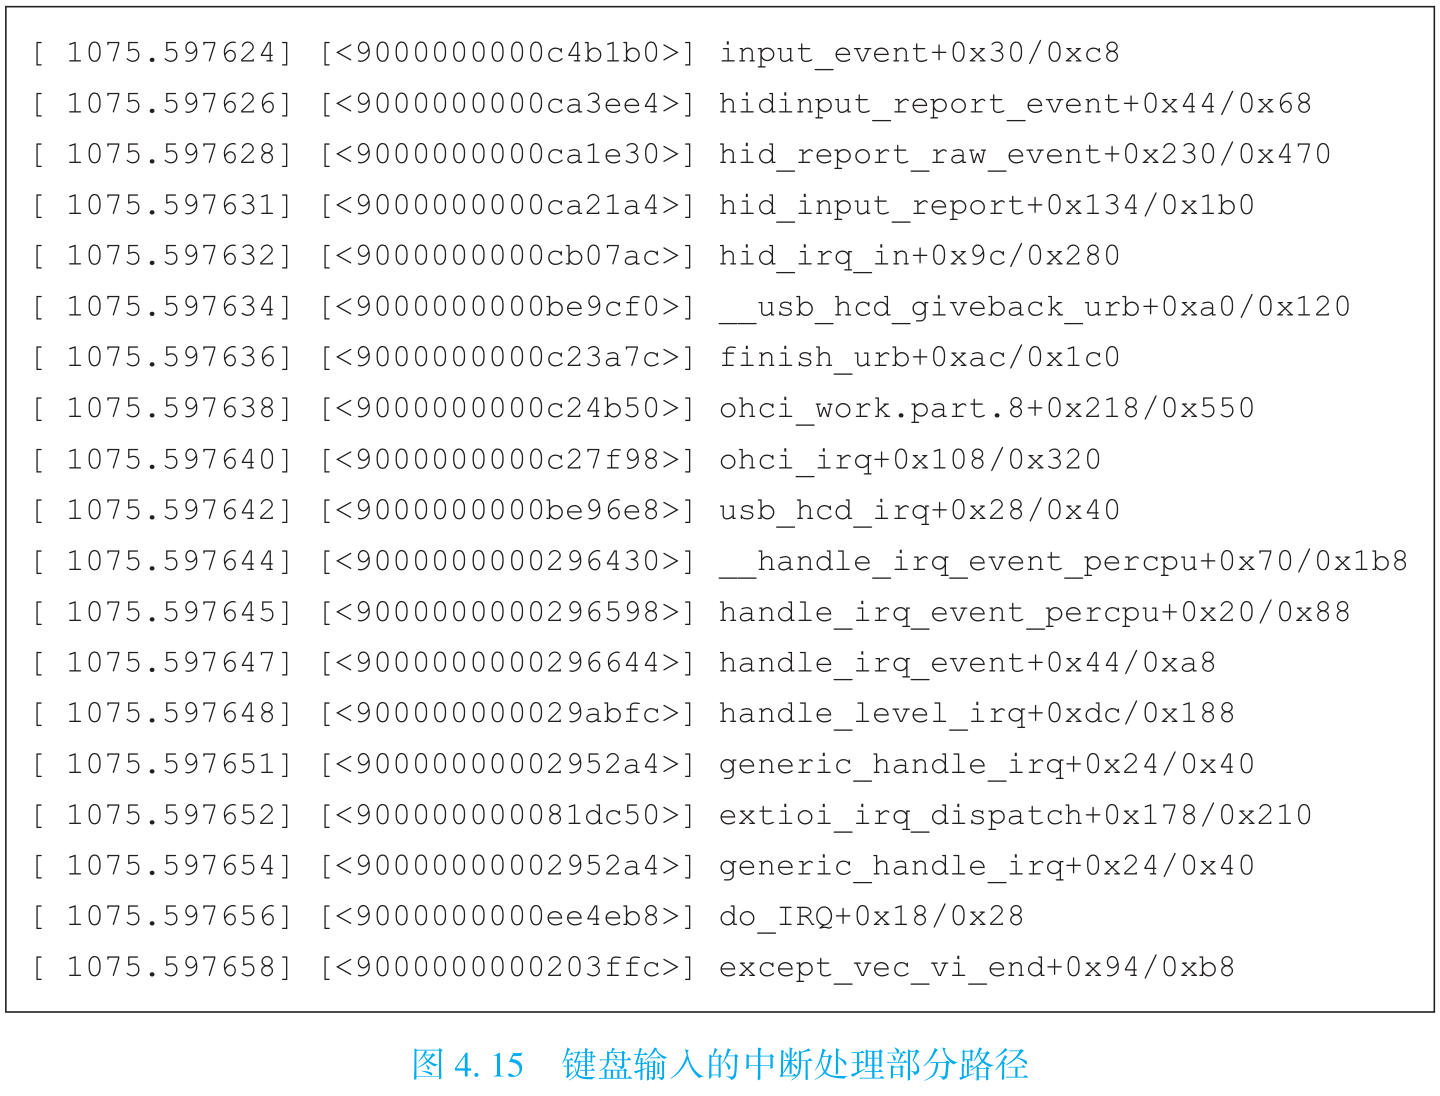 [ 1075.597624] [<9000000000c4b1b0>] input_event+0x30/0xc8
[ 1075.597626] [<9000000000ca3ee4>] hidinput_report_event+0x44/0x68
[ 1075.597628] [<9000000000ca1e30>] hid_report_raw_event+0x230/0x470
[ 1075.597631] [<9000000000ca21a4>] hid_input_report+0x134/0x1b0
[ 1075.597632] [<9000000000cb07ac>] hid_irq_in+0x9c/0x280
[ 1075.597634] [<9000000000be9cf0>] __usb_hcd_giveback_urb+0xa0/0x120
[ 1075.597636] [<9000000000c23a7c>] finish_urb+0xac/0x1c0
[ 1075.597638] [<9000000000c24b50>] ohci_work.part.8+0x218/0x550
[ 1075.597640] [<9000000000c27f98>] ohci_irq+0x108/0x320
[ 1075.597642] [<9000000000be96e8>] usb_hcd_irq+0x28/0x40
[ 1075.597644] [<9000000000296430>] __handle_irq_event_percpu+0x70/0x1b8
[ 1075.597645] [<9000000000296598>] handle_irq_event_percpu+0x20/0x88
[ 1075.597647] [<9000000000296644>] handle_irq_event+0x44/0xa8
[ 1075.597648] [<900000000029abfc>] handle_level_irq+0xdc/0x188
[ 1075.597651] [<90000000002952a4>] generic_handle_irq+0x24/0x40
[ 1075.597652] [<900000000081dc50>] extioi_irq_dispatch+0x178/0x210
[ 1075.597654] [<90000000002952a4>] generic_handle_irq+0x24/0x40
[ 1075.597656] [<9000000000ee4eb8>] do_IRQ+0x18/0x28
[ 1075.597658] [<9000000000203ffc>] except_vec_vi_end+0x94/0xb8
图 4. 15 键盘输入的中断处理部分路径